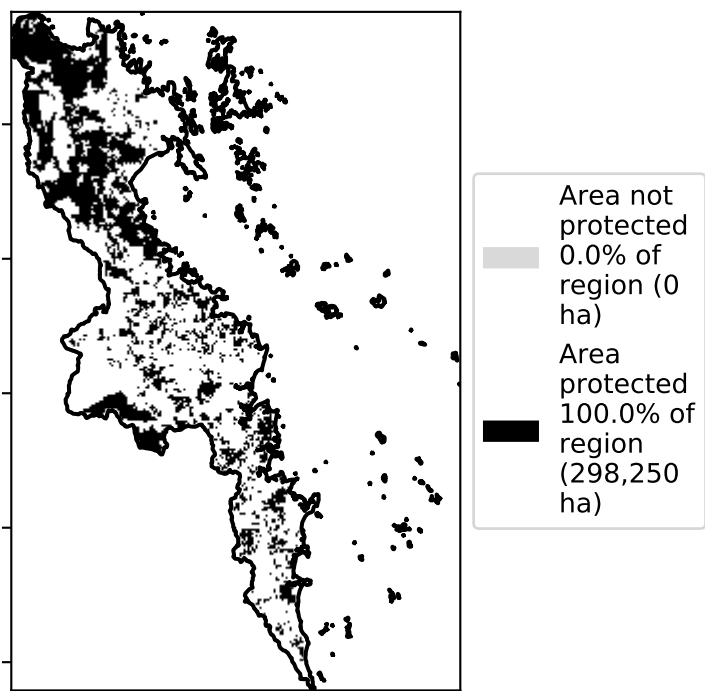 Area not
protected
0.0% of
region (0
ha)
Area
protected
100.0% of
region
(298,250
ha)